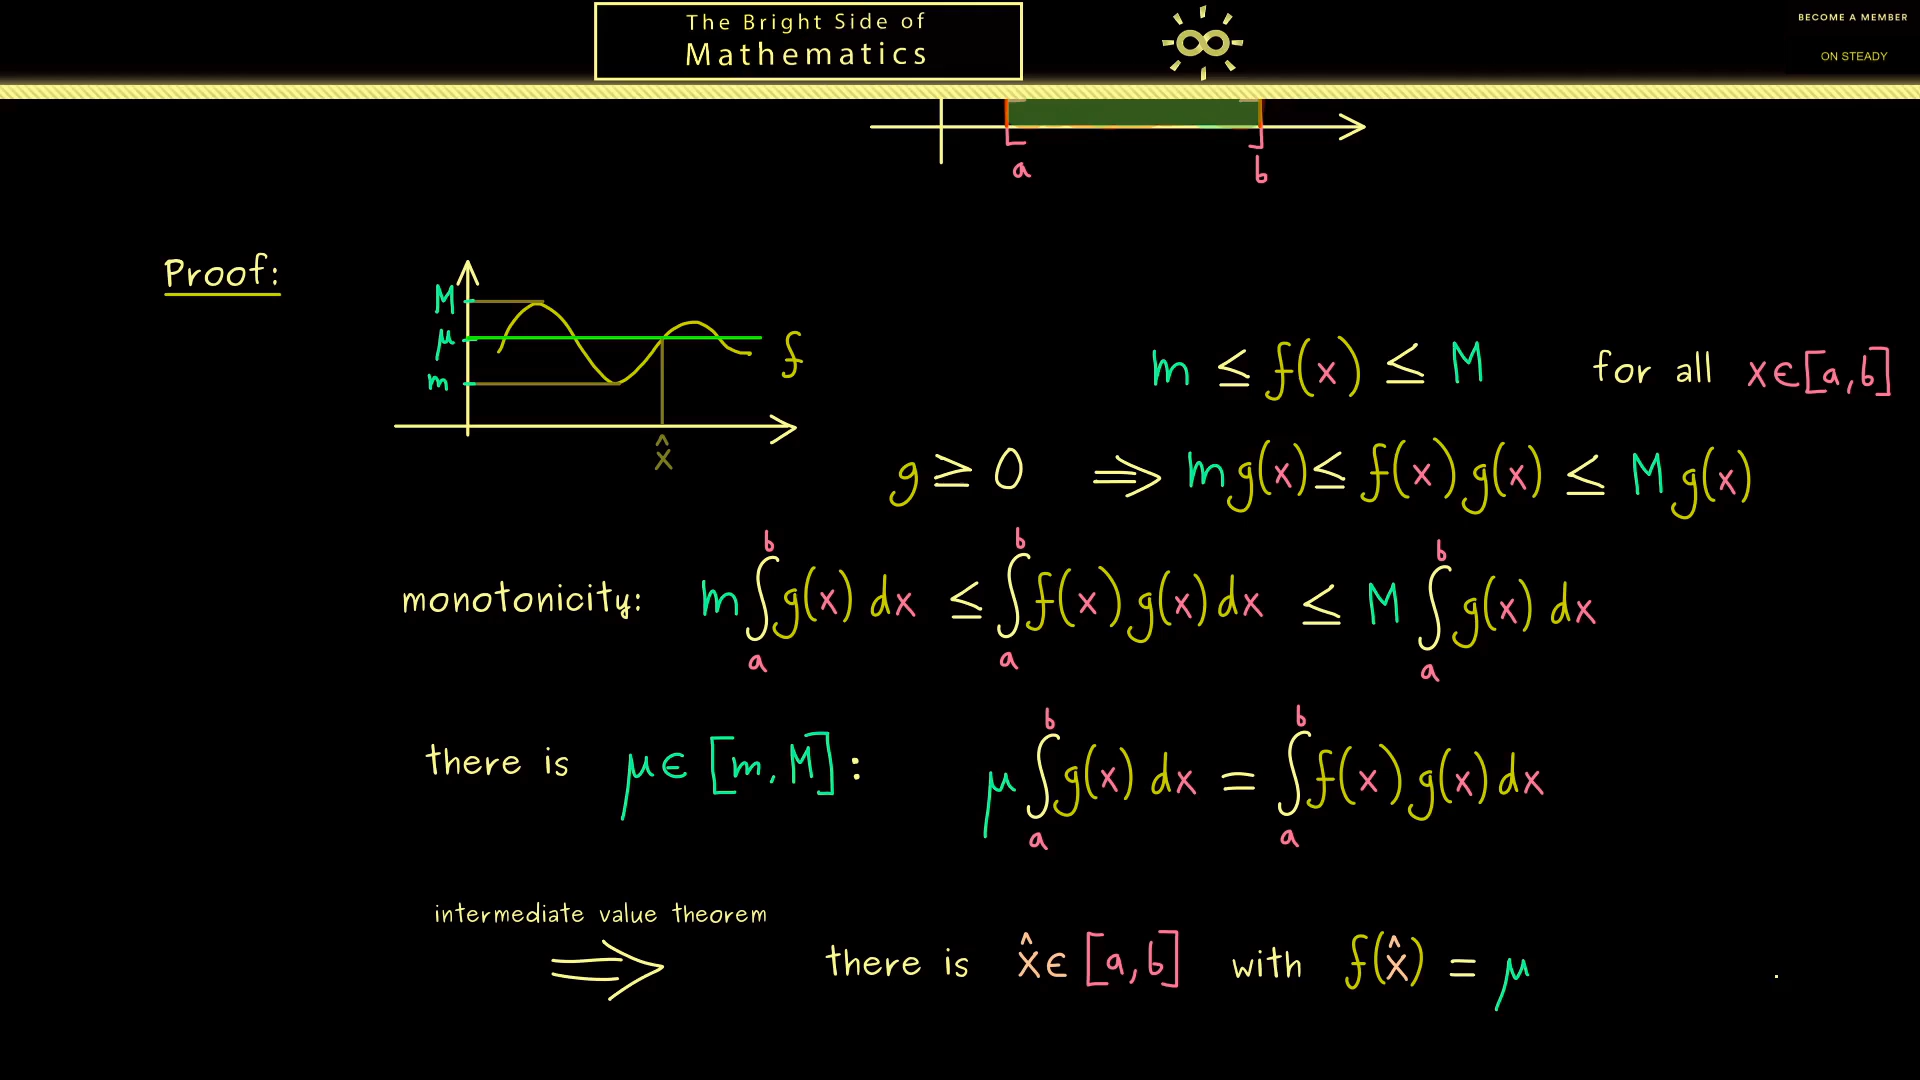 The Bright Side of
Mathematics
BECOME A MEMBER
ON STEADY
a b
Proof:
M
μ
m
f
x̂
m ≤ f(x) ≤ M for all x∈[a,b]
g ≥ 0 ⟹ m g(x) ≤ f(x) g(x) ≤ M g(x)
monotonicity: m ∫_a^b g(x) dx ≤ ∫_a^b f(x) g(x) dx ≤ M ∫_a^b g(x) dx
there is μ∈[m,M]: μ ∫_a^b g(x) dx = ∫_a^b f(x) g(x) dx
intermediate value theorem
⟹ there is x̂∈[a,b] with f(x̂) = μ .